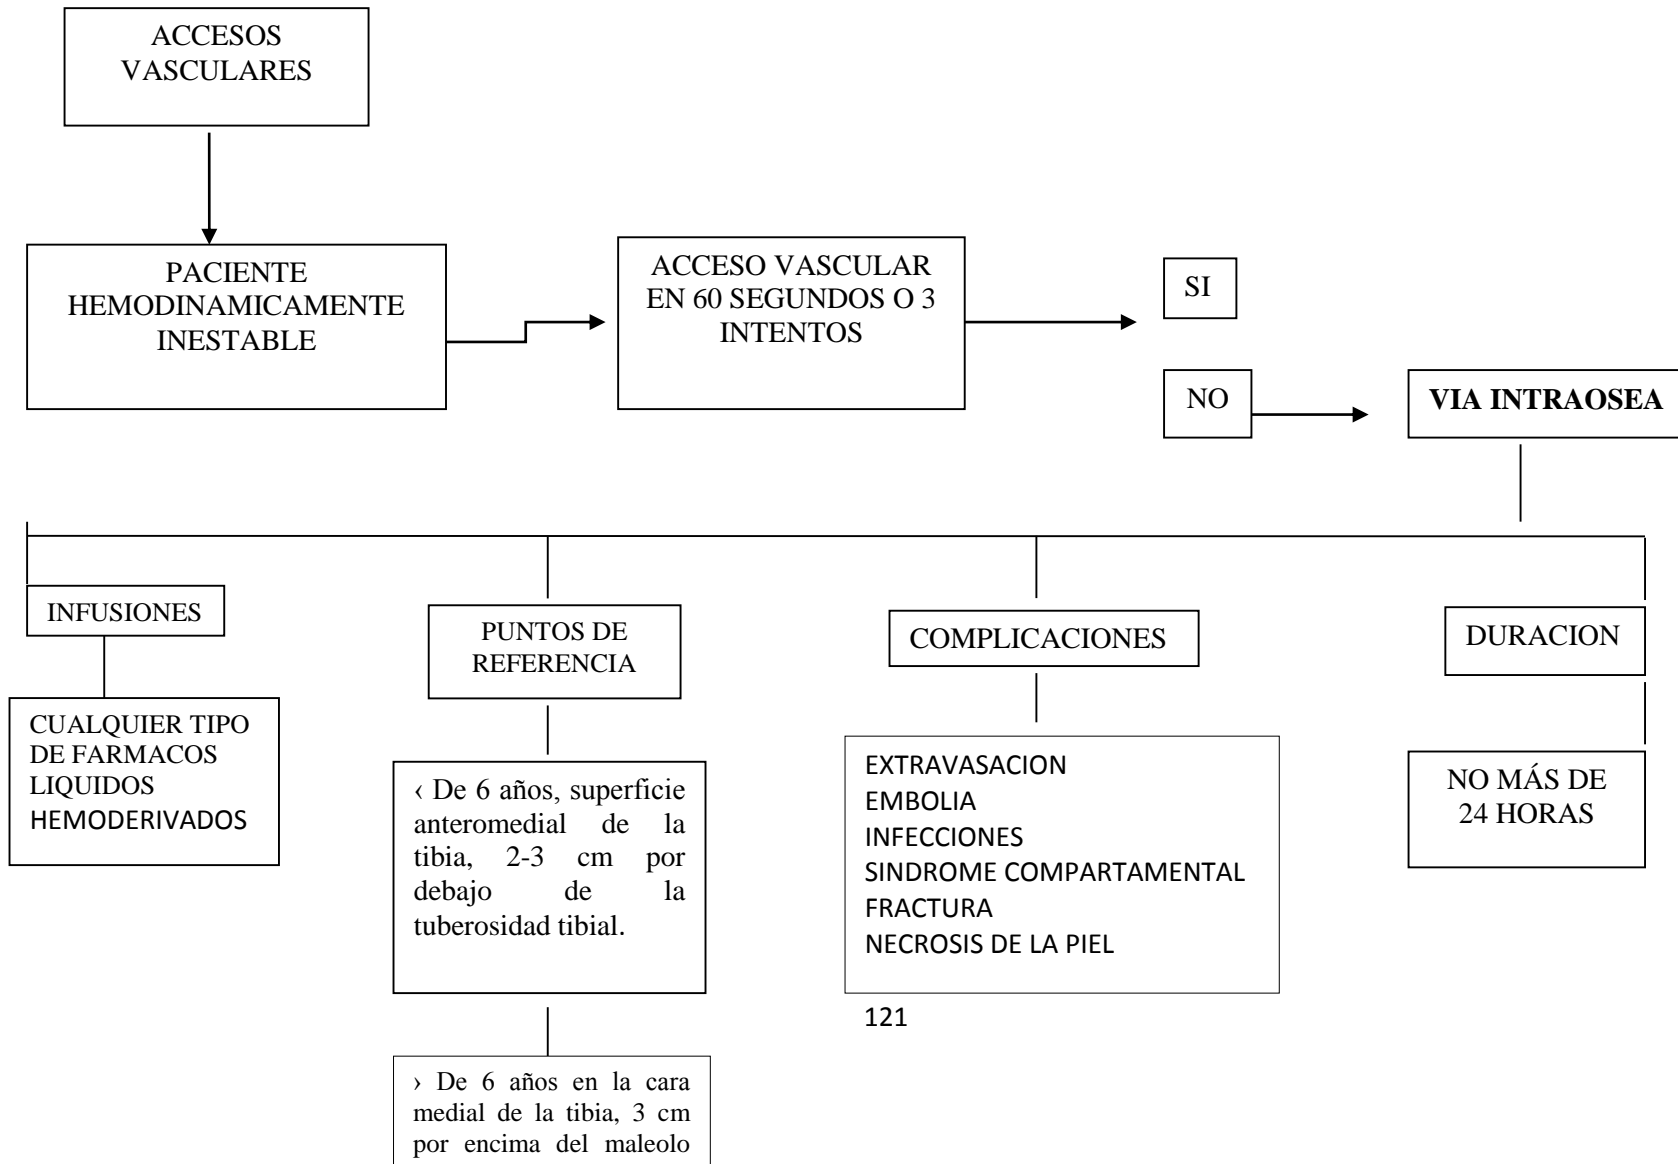 ACCESOS
VASCULARES
PACIENTE
HEMODINAMICAMENTE
INESTABLE
ACCESO VASCULAR
EN 60 SEGUNDOS O 3
INTENTOS
SI
NO
VIA INTRAOSEA
INFUSIONES
CUALQUIER TIPO
DE FARMACOS
LIQUIDOS
HEMODERIVADOS
PUNTOS DE
REFERENCIA
‹ De 6 años, superficie
anteromedial de la
tibia, 2-3 cm por
debajo de la
tuberosidad tibial.
› De 6 años en la cara
medial de la tibia, 3 cm
por encima del maleolo
COMPLICACIONES
EXTRAVASACION
EMBOLIA
INFECCIONES
SINDROME COMPARTAMENTAL
FRACTURA
NECROSIS DE LA PIEL
121
DURACION
NO MÁS DE
24 HORAS